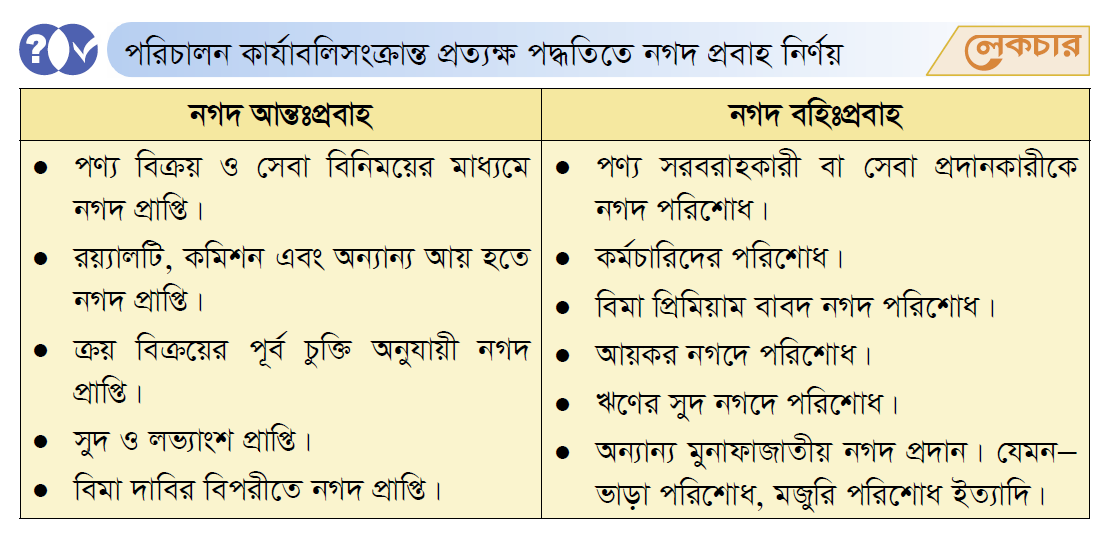 পরিচালন কার্যাবলিসংক্রান্ত প্রত্যক্ষ পদ্ধতিতে নগদ প্রবাহ নির্ণয়
লেকচার
নগদ আন্তঃপ্রবাহ
● পণ্য বিক্রয় ও সেবা বিনিময়ের মাধ্যমে
নগদ প্রাপ্তি।
● রয়্যালটি, কমিশন এবং অন্যান্য আয় হতে
নগদ প্রাপ্তি।
● ক্রয় বিক্রয়ের পূর্ব চুক্তি অনুযায়ী নগদ
প্রাপ্তি।
● সুদ ও লভ্যাংশ প্রাপ্তি।
● বিমা দাবির বিপরীতে নগদ প্রাপ্তি।
নগদ বহিঃপ্রবাহ
● পণ্য সরবরাহকারী বা সেবা প্রদানকারীকে
নগদ পরিশোধ।
● কর্মচারিদের পরিশোধ।
● বিমা প্রিমিয়াম বাবদ নগদ পরিশোধ।
● আয়কর নগদে পরিশোধ।
● ঋণের সুদ নগদে পরিশোধ।
● অন্যান্য মুনাফাজাতীয় নগদ প্রদান। যেমন–
ভাড়া পরিশোধ, মজুরি পরিশোধ ইত্যাদি।